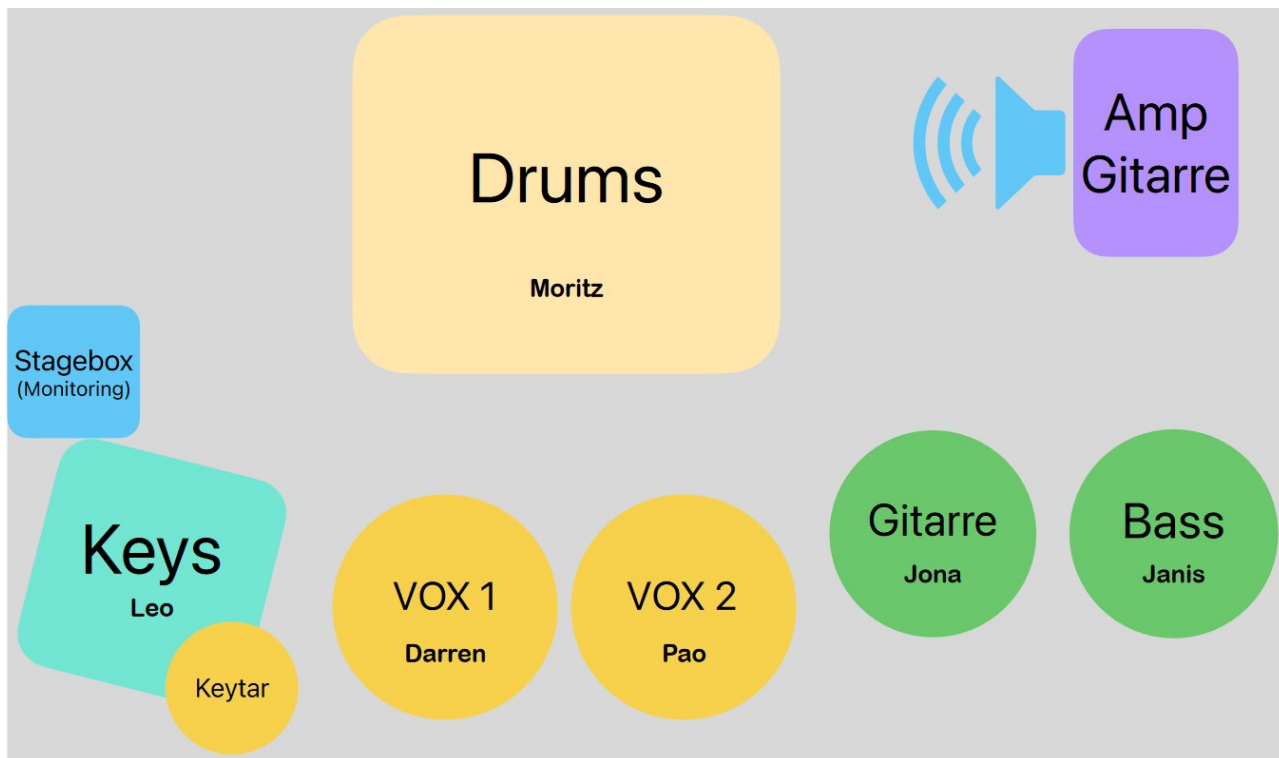 Drums
Moritz
Amp
Gitarre
Stagebox
(Monitoring)
Keys
Leo
Keytar
VOX 1
Darren
VOX 2
Pao
Gitarre
Jona
Bass
Janis